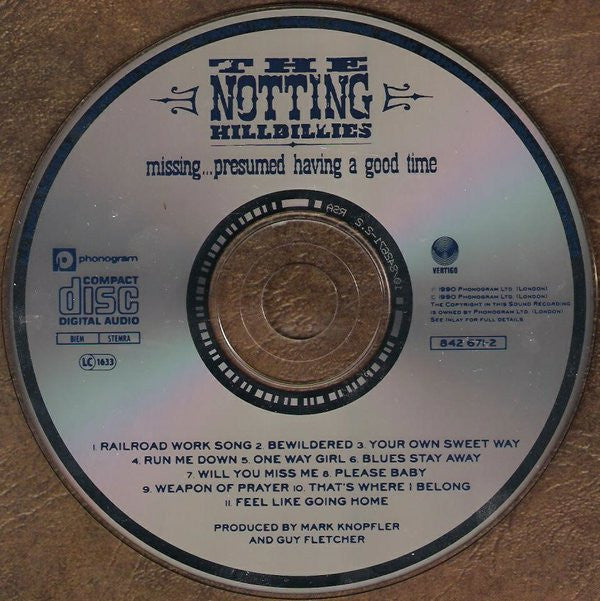 THE
NOTTING
HILLBILLIES
missing...presumed having a good time
phonogram
COMPACT
disc
DIGITAL AUDIO
BIEM STEMRA
LC 1633
VERTIGO
℗ 1990 PHONOGRAM LTD. (LONDON)
© 1990 PHONOGRAM LTD. (LONDON)
THE COPYRIGHT IN THIS SOUND RECORDING
IS OWNED BY PHONOGRAM LTD. (LONDON)
SEE INLAY FOR FULL DETAILS
842 671-2
1. RAILROAD WORK SONG 2. BEWILDERED 3. YOUR OWN SWEET WAY
4. RUN ME DOWN 5. ONE WAY GIRL 6. BLUES STAY AWAY
7. WILL YOU MISS ME 8. PLEASE BABY
9. WEAPON OF PRAYER 10. THAT'S WHERE I BELONG
11. FEEL LIKE GOING HOME
PRODUCED BY MARK KNOPFLER
AND GUY FLETCHER